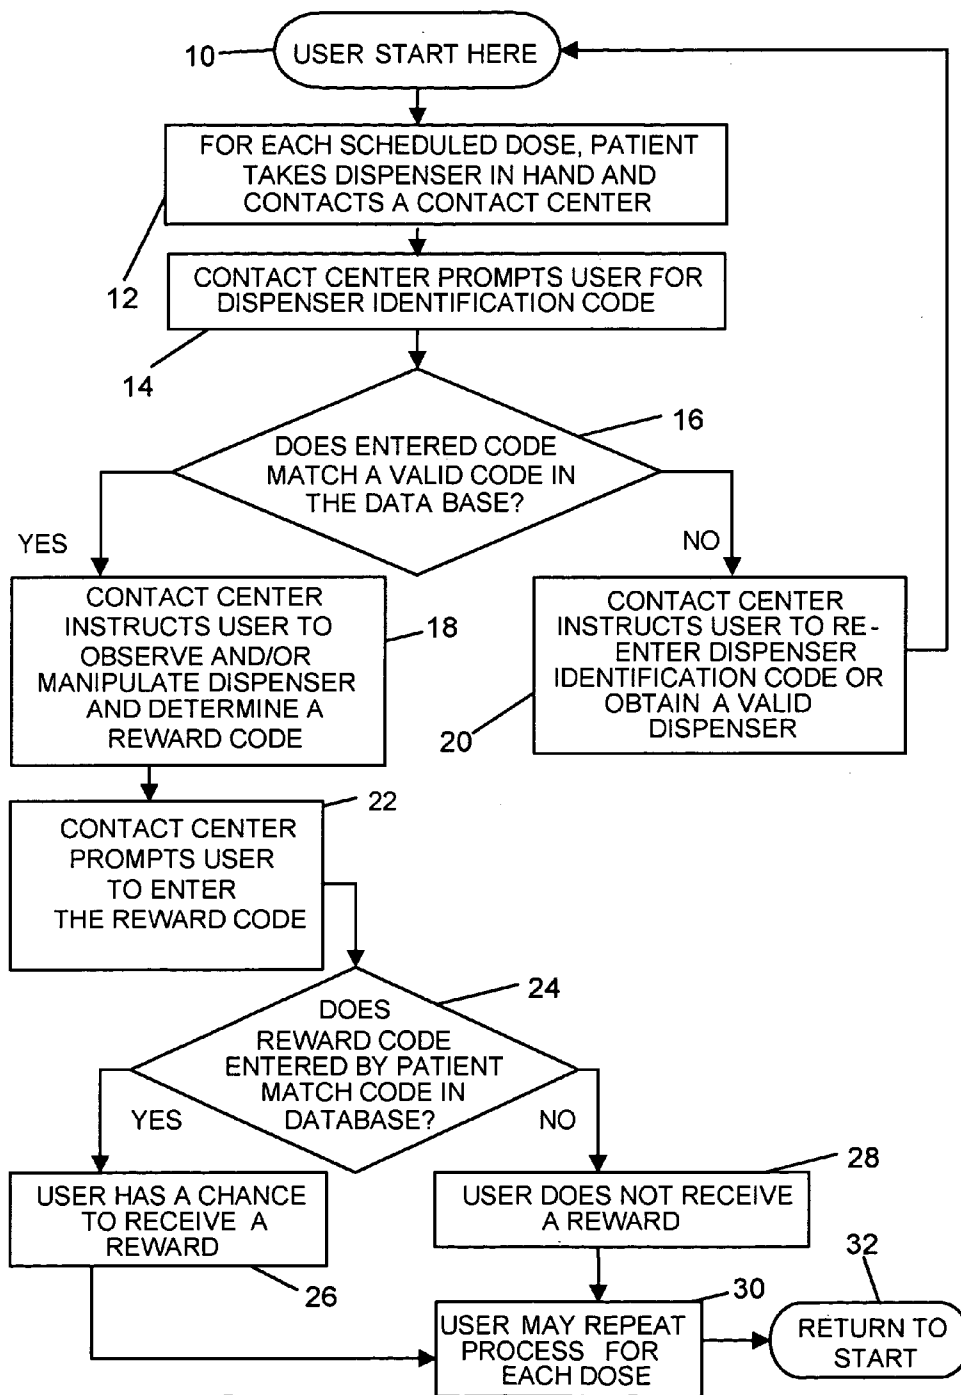 10
USER START HERE
FOR EACH SCHEDULED DOSE, PATIENT
TAKES DISPENSER IN HAND AND
CONTACTS A CONTACT CENTER
12
CONTACT CENTER PROMPTS USER FOR
DISPENSER IDENTIFICATION CODE
14
16
DOES ENTERED CODE
MATCH A VALID CODE IN
THE DATA BASE?
YES
NO
CONTACT CENTER
INSTRUCTS USER TO
OBSERVE AND/OR
MANIPULATE DISPENSER
AND DETERMINE A
REWARD CODE
18
CONTACT CENTER
INSTRUCTS USER TO RE-
ENTER DISPENSER
IDENTIFICATION CODE OR
OBTAIN A VALID
DISPENSER
20
22
CONTACT CENTER
PROMPTS USER
TO ENTER
THE REWARD CODE
24
DOES
REWARD CODE
ENTERED BY PATIENT
MATCH CODE IN
DATABASE?
YES
NO
USER HAS A CHANCE
TO RECEIVE A
REWARD
26
28
USER DOES NOT RECEIVE
A REWARD
30
USER MAY REPEAT
PROCESS FOR
EACH DOSE
32
RETURN TO
START